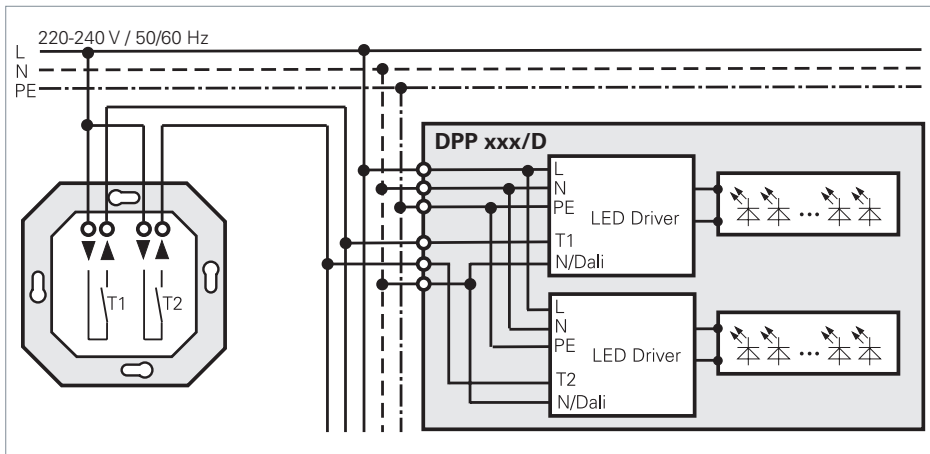 220-240 V / 50/60 Hz
L
N
PE
DPP xxx/D
L
N
PE
LED Driver
T1
N/Dali
T1
T2
L
N
PE
LED Driver
T2
N/Dali